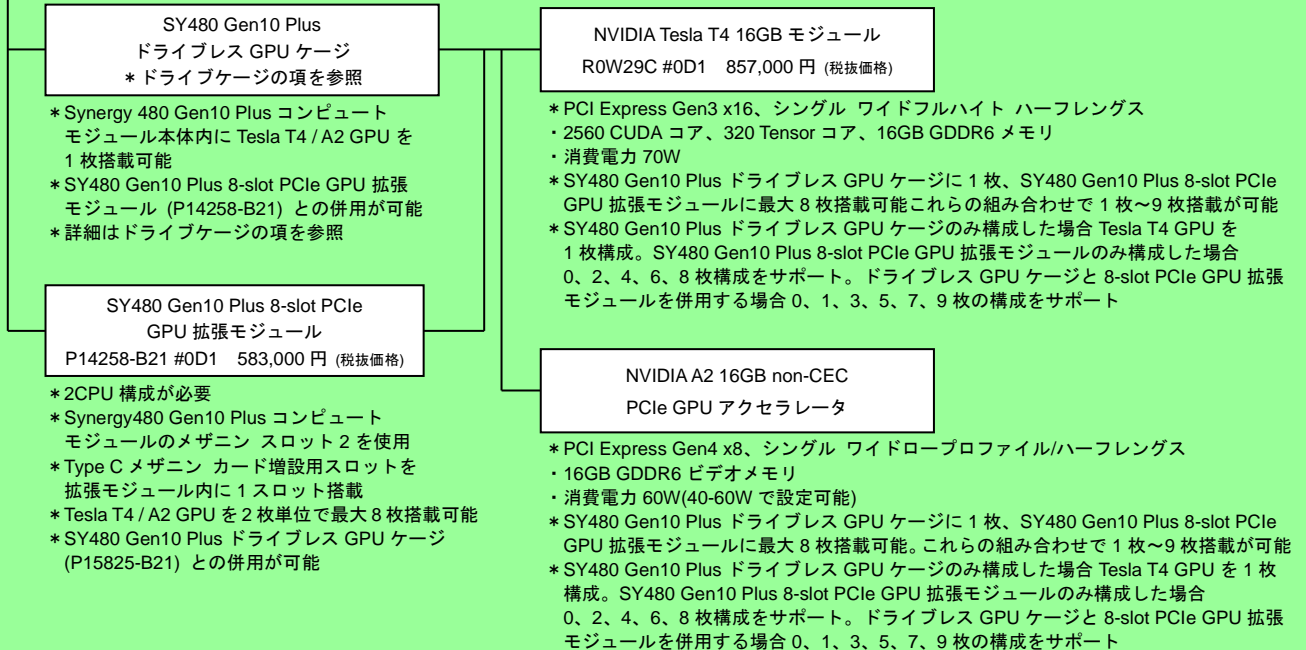 SY480 Gen10 Plus
ドライブレス GPU ケージ
＊ドライブケージの項を参照
＊Synergy 480 Gen10 Plus コンピュート
モジュール本体内に Tesla T4 / A2 GPU を
1 枚搭載可能
＊SY480 Gen10 Plus 8-slot PCIe GPU 拡張
モジュール (P14258-B21) との併用が可能
＊詳細はドライブケージの項を参照
SY480 Gen10 Plus 8-slot PCIe
GPU 拡張モジュール
P14258-B21 #0D1 583,000 円 (税抜価格)
＊2CPU 構成が必要
＊Synergy480 Gen10 Plus コンピュート
モジュールのメザニン スロット 2 を使用
＊Type C メザニン カード増設用スロットを
拡張モジュール内に 1 スロット搭載
＊Tesla T4 / A2 GPU を 2 枚単位で最大 8 枚搭載可能
＊SY480 Gen10 Plus ドライブレス GPU ケージ
(P15825-B21) との併用が可能
NVIDIA Tesla T4 16GB モジュール
R0W29C #0D1 857,000 円 (税抜価格)
＊PCI Express Gen3 x16、シングル ワイドフルハイト ハーフレングス
・2560 CUDA コア、320 Tensor コア、16GB GDDR6 メモリ
・消費電力 70W
＊SY480 Gen10 Plus ドライブレス GPU ケージに 1 枚、SY480 Gen10 Plus 8-slot PCIe
GPU 拡張モジュールに最大 8 枚搭載可能これらの組み合わせで 1 枚～9 枚搭載が可能
＊SY480 Gen10 Plus ドライブレス GPU ケージのみ構成した場合 Tesla T4 GPU を
1 枚構成。SY480 Gen10 Plus 8-slot PCIe GPU 拡張モジュールのみ構成した場合
0、2、4、6、8 枚構成をサポート。ドライブレス GPU ケージと 8-slot PCIe GPU 拡張
モジュールを併用する場合 0、1、3、5、7、9 枚の構成をサポート
NVIDIA A2 16GB non-CEC
PCIe GPU アクセラレータ
＊PCI Express Gen4 x8、シングル ワイドロープロファイル/ハーフレングス
・16GB GDDR6 ビデオメモリ
・消費電力 60W(40-60W で設定可能)
＊SY480 Gen10 Plus ドライブレス GPU ケージに 1 枚、SY480 Gen10 Plus 8-slot PCIe
GPU 拡張モジュールに最大 8 枚搭載可能。これらの組み合わせで 1 枚～9 枚搭載が可能
＊SY480 Gen10 Plus ドライブレス GPU ケージのみ構成した場合 Tesla T4 GPU を 1 枚
構成。SY480 Gen10 Plus 8-slot PCIe GPU 拡張モジュールのみ構成した場合
0、2、4、6、8 枚構成をサポート。ドライブレス GPU ケージと 8-slot PCIe GPU 拡張
モジュールを併用する場合 0、1、3、5、7、9 枚の構成をサポート